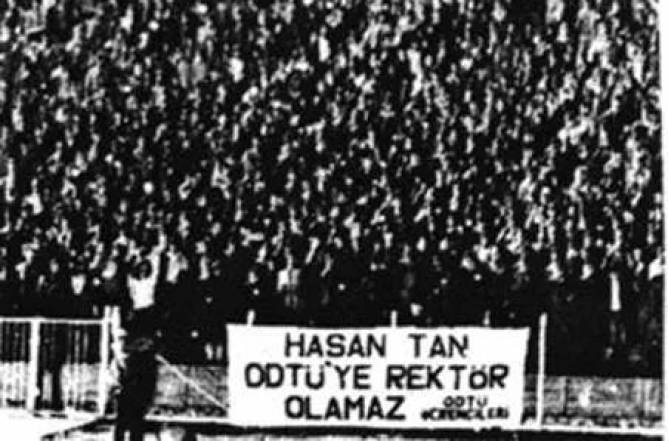 HASAN TAN
ODTÜ'YE REKTÖR
OLAMAZ
ODTÜ
ÖĞRENCİLERİ